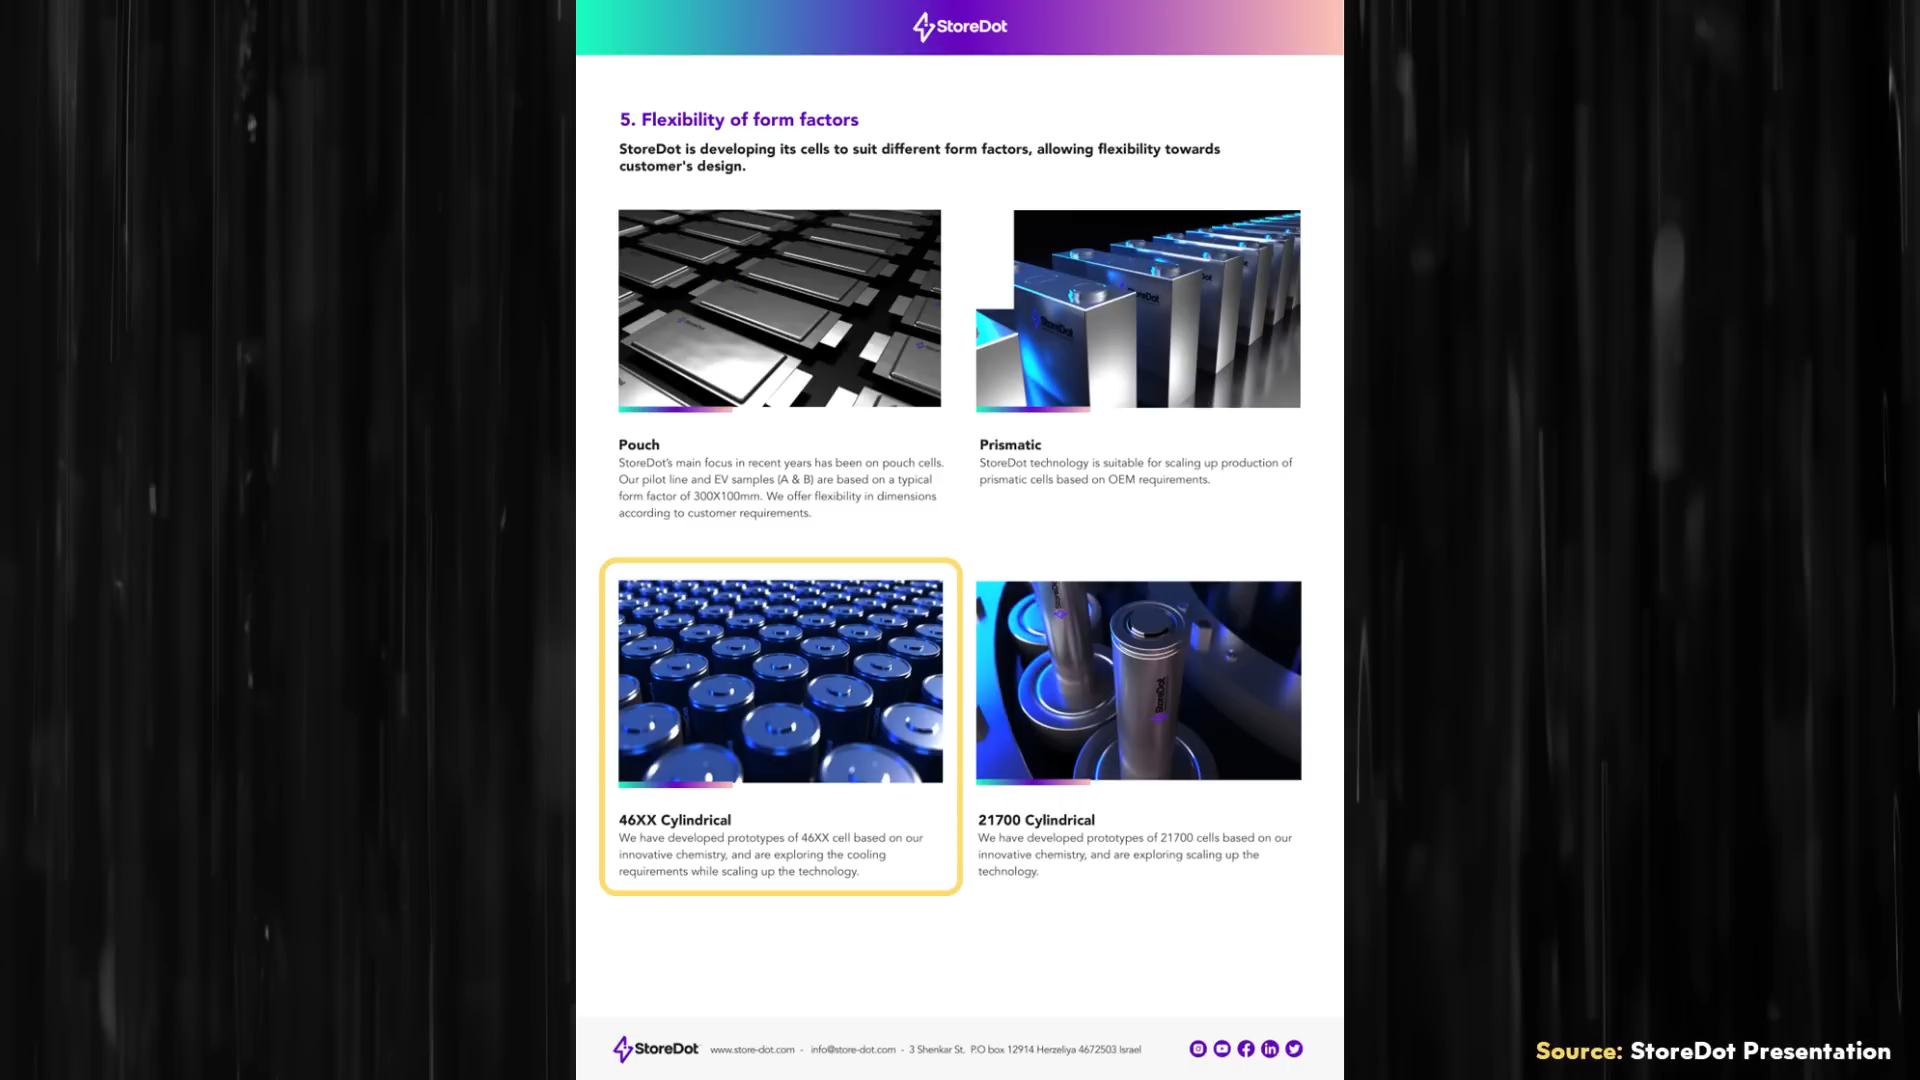 StoreDot
5. Flexibility of form factors
StoreDot is developing its cells to suit different form factors, allowing flexibility towards
customer's design.
StoreDot
StoreDot
Pouch
StoreDot's main focus in recent years has been on pouch cells.
Our pilot line and EV samples (A & B) are based on a typical
form factor of 300X100mm. We offer flexibility in dimensions
according to customer requirements.
Prismatic
StoreDot technology is suitable for scaling up production of
prismatic cells based on OEM requirements.
StoreDot
46XX Cylindrical
We have developed prototypes of 46XX cell based on our
innovative chemistry, and are exploring the cooling
requirements while scaling up the technology.
21700 Cylindrical
We have developed prototypes of 21700 cells based on our
innovative chemistry, and are exploring scaling up the
technology.
StoreDot www.store-dot.com - info@store-dot.com - 3 Shenkar St. P.O box 12914 Herzeliya 4672503 Israel
Source: StoreDot Presentation